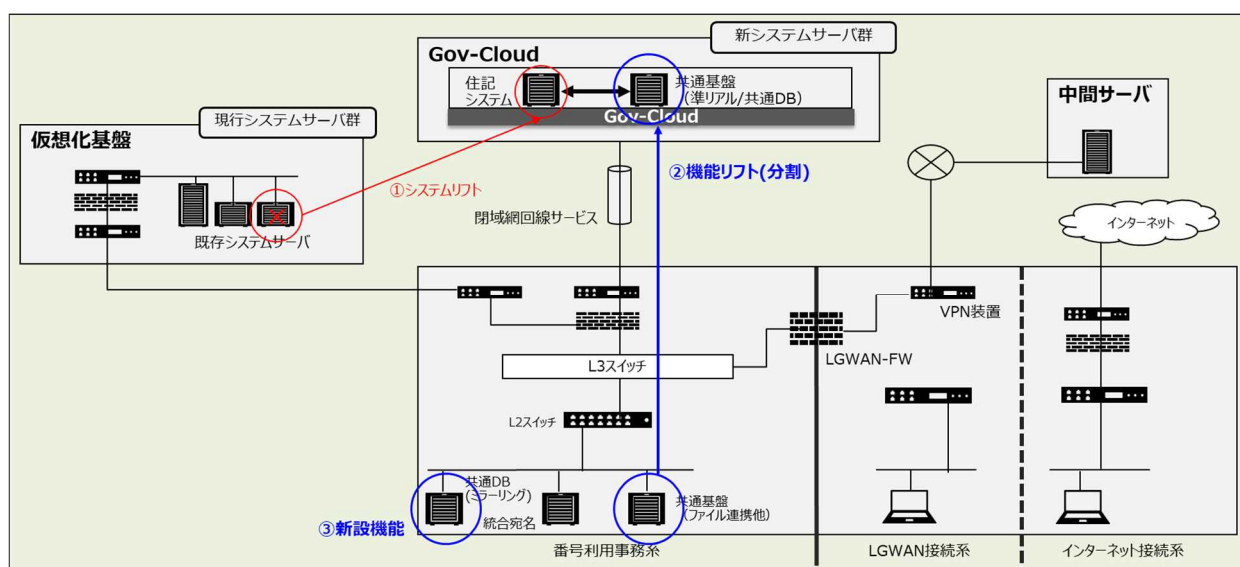 新システムサーバ群
Gov-Cloud
住記
システム
共通基盤
(準リアル/共通DB)
Gov-Cloud
中間サーバ
現行システムサーバ群
仮想化基盤
①システムリフト
②機能リフト(分割)
既存システムサーバ
閉域網回線サービス
インターネット
VPN装置
LGWAN-FW
L3スイッチ
L2スイッチ
共通DB
(ミラーリング)
統合宛名
共通基盤
(ファイル連携他)
③新設機能
番号利用事務系
LGWAN接続系
インターネット接続系